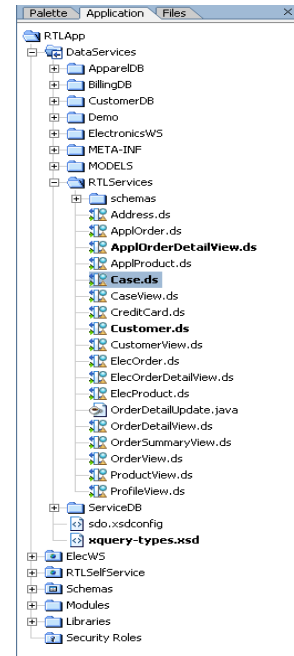 Palette Application Files
RTLApp
DataServices
ApparelDB
BillingDB
CustomerDB
Demo
ElectronicsWS
META-INF
MODELS
RTLServices
schemas
Address.ds
ApplOrder.ds
ApplOrderDetailView.ds
ApplProduct.ds
Case.ds
CaseView.ds
CreditCard.ds
Customer.ds
CustomerView.ds
ElecOrder.ds
ElecOrderDetailView.ds
ElecProduct.ds
OrderDetailUpdate.java
OrderDetailView.ds
OrderSummaryView.ds
OrderView.ds
ProductView.ds
ProfileView.ds
ServiceDB
sdo.xsdconfig
xquery-types.xsd
ElecWS
RTLSelfService
Schemas
Modules
Libraries
Security Roles